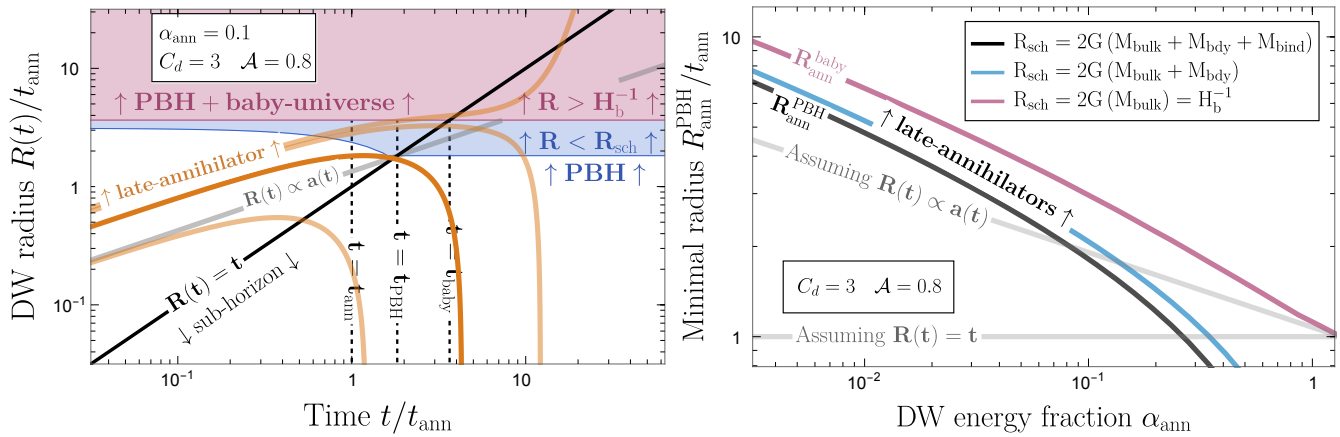 α_ann = 0.1
C_d = 3 𝒜 = 0.8
↑ PBH + baby-universe ↑
↑ R > H_b^{-1} ↑
↑ R < R_sch ↑
↑ PBH ↑
↑ late-annihilator ↑
R(t) ∝ a(t)
R(t) = t
↓ sub-horizon ↓
t = t_ann
t = t_PBH
t = t_baby
DW radius R(t)/t_ann
10
1
10^{-1}
10^{-1}
1
10
Time t/t_ann
R_sch = 2G (M_bulk + M_bdy + M_bind)
R_sch = 2G (M_bulk + M_bdy)
R_sch = 2G (M_bulk) = H_b^{-1}
R_ann^baby
R_ann^PBH
↑ late-annihilators ↑
Assuming R(t) ∝ a(t)
C_d = 3 𝒜 = 0.8
Assuming R(t) = t
Minimal radius R_ann^PBH/t_ann
10
1
10^{-2}
10^{-1}
1
DW energy fraction α_ann